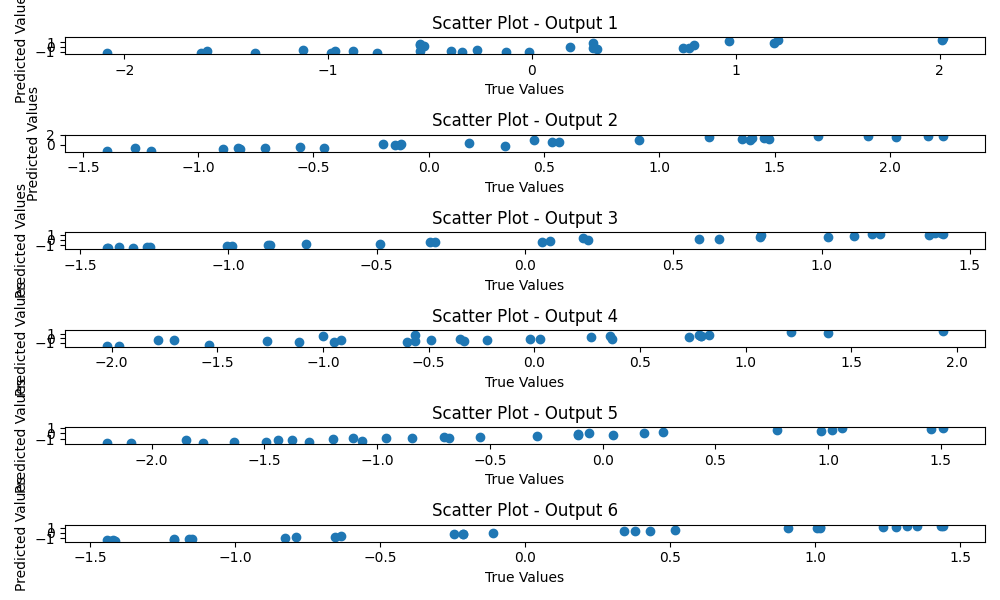 Scatter Plot - Output 1
Predicted Values
1
0
−1
−2 −1 0 1 2
True Values
Scatter Plot - Output 2
Predicted Values
2
0
−1.5 −1.0 −0.5 0.0 0.5 1.0 1.5 2.0
True Values
Scatter Plot - Output 3
Predicted Values
1
0
−1
−1.5 −1.0 −0.5 0.0 0.5 1.0 1.5
True Values
Scatter Plot - Output 4
Predicted Values
1
−1
−2.0 −1.5 −1.0 −0.5 0.0 0.5 1.0 1.5 2.0
True Values
Scatter Plot - Output 5
Predicted Values
1
0
−1
−2.0 −1.5 −1.0 −0.5 0.0 0.5 1.0 1.5
True Values
Scatter Plot - Output 6
Predicted Values
1
0
−1
−1.5 −1.0 −0.5 0.0 0.5 1.0 1.5
True Values